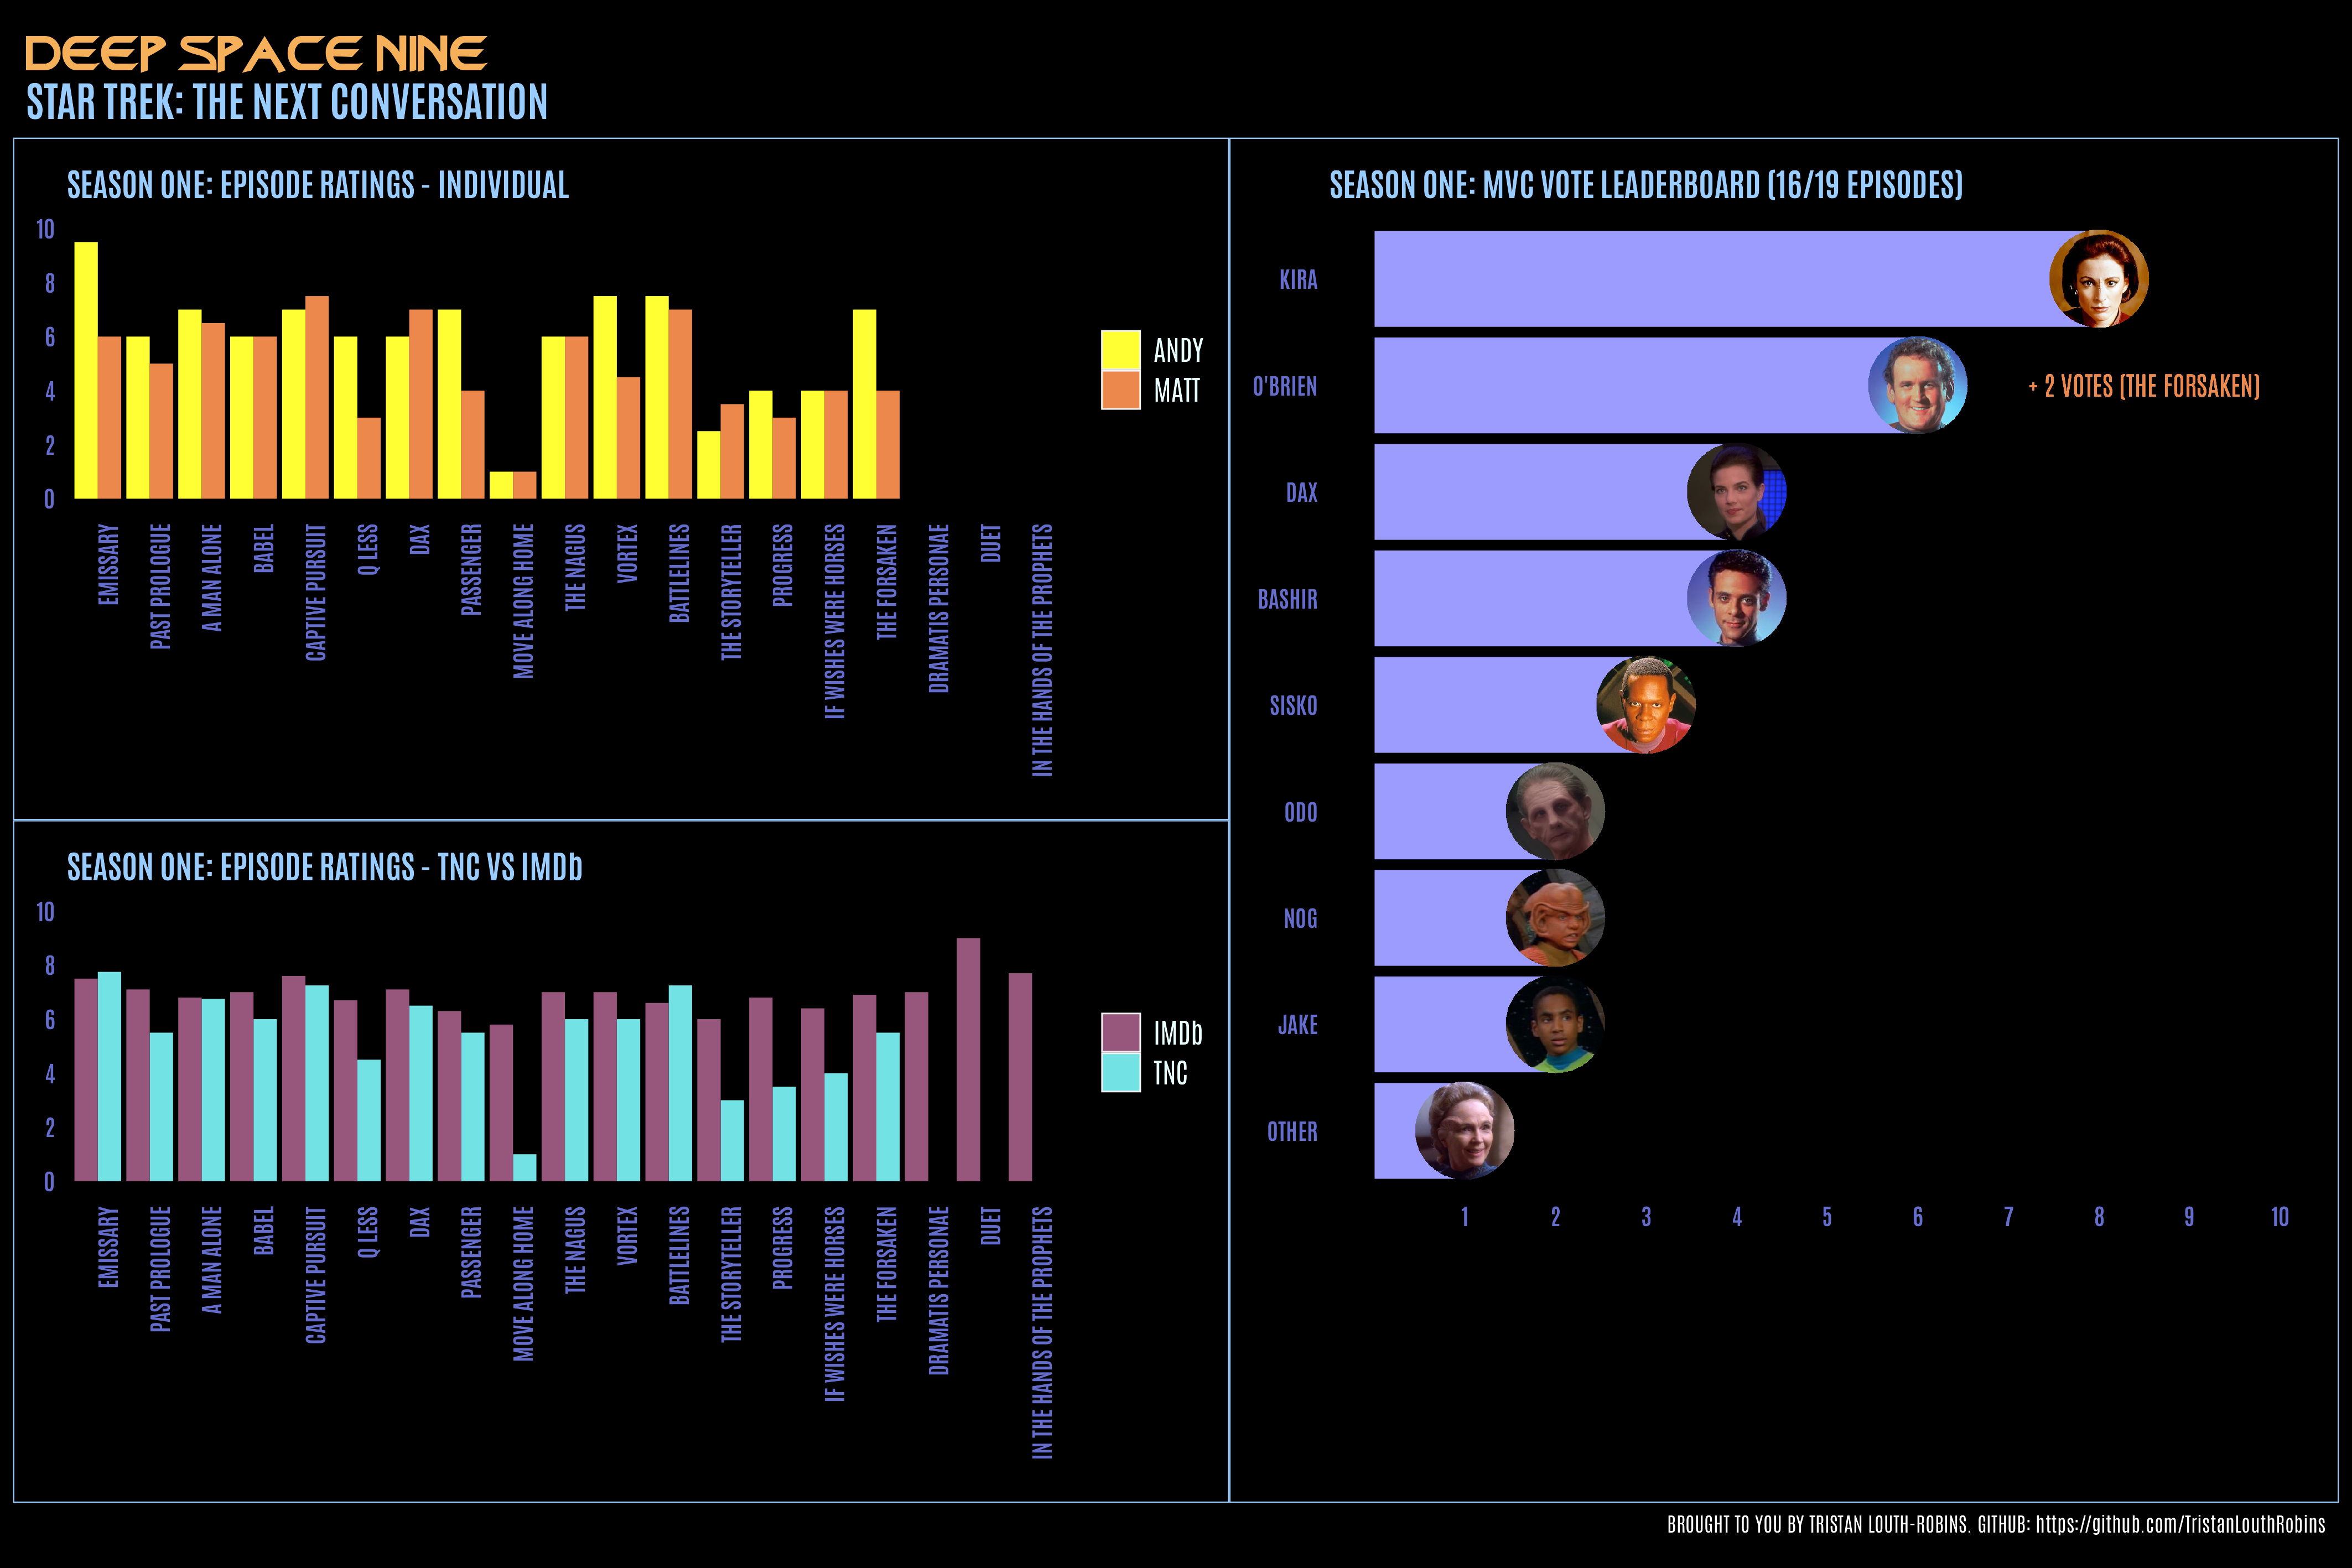 DEEP SPACE NINE
STAR TREK: THE NEXT CONVERSATION
SEASON ONE: EPISODE RATINGS - INDIVIDUAL
10
8
6
4
2
0
EMISSARY
PAST PROLOGUE
A MAN ALONE
BABEL
CAPTIVE PURSUIT
Q LESS
DAX
PASSENGER
MOVE ALONG HOME
THE NAGUS
VORTEX
BATTLELINES
THE STORYTELLER
PROGRESS
IF WISHES WERE HORSES
THE FORSAKEN
DRAMATIS PERSONAE
DUET
IN THE HANDS OF THE PROPHETS
ANDY
MATT
SEASON ONE: EPISODE RATINGS - TNC VS IMDb
10
8
6
4
2
0
EMISSARY
PAST PROLOGUE
A MAN ALONE
BABEL
CAPTIVE PURSUIT
Q LESS
DAX
PASSENGER
MOVE ALONG HOME
THE NAGUS
VORTEX
BATTLELINES
THE STORYTELLER
PROGRESS
IF WISHES WERE HORSES
THE FORSAKEN
DRAMATIS PERSONAE
DUET
IN THE HANDS OF THE PROPHETS
IMDb
TNC
SEASON ONE: MVC VOTE LEADERBOARD (16/19 EPISODES)
KIRA
O'BRIEN
+ 2 VOTES (THE FORSAKEN)
DAX
BASHIR
SISKO
ODO
NOG
JAKE
OTHER
1 2 3 4 5 6 7 8 9 10
BROUGHT TO YOU BY TRISTAN LOUTH-ROBINS. GITHUB: https://github.com/TristanLouthRobins